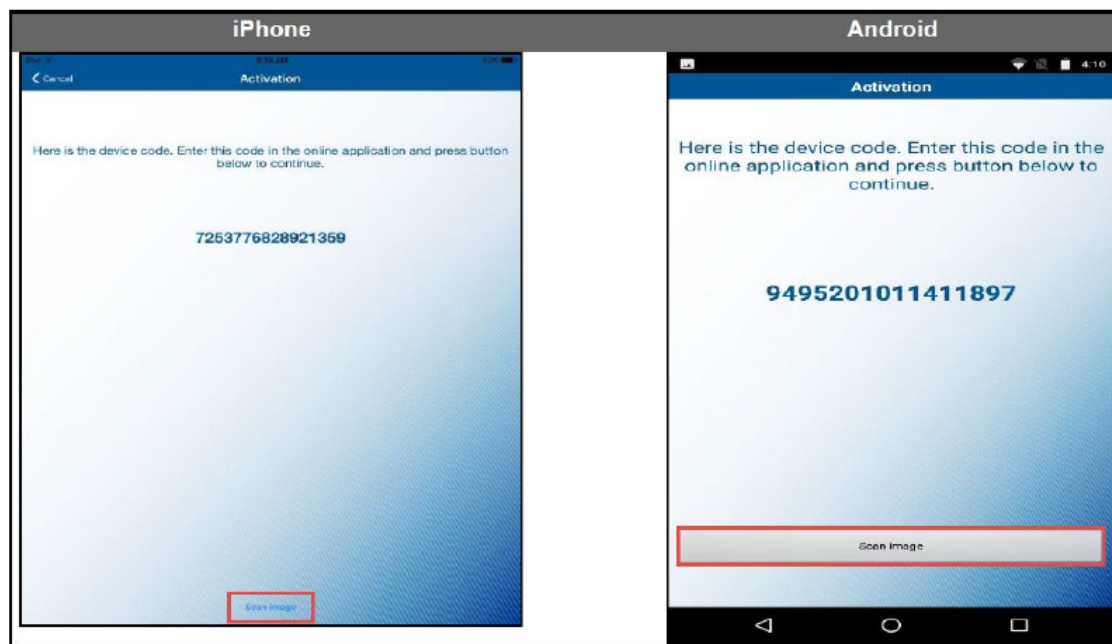 iPhone
Cancel
Activation
Here is the device code. Enter this code in the online application and press button
below to continue.
7253776828921359
Scan image
Android
4:10
Activation
Here is the device code. Enter this code in the
online application and press button below to
continue.
9495201011411897
Scan image